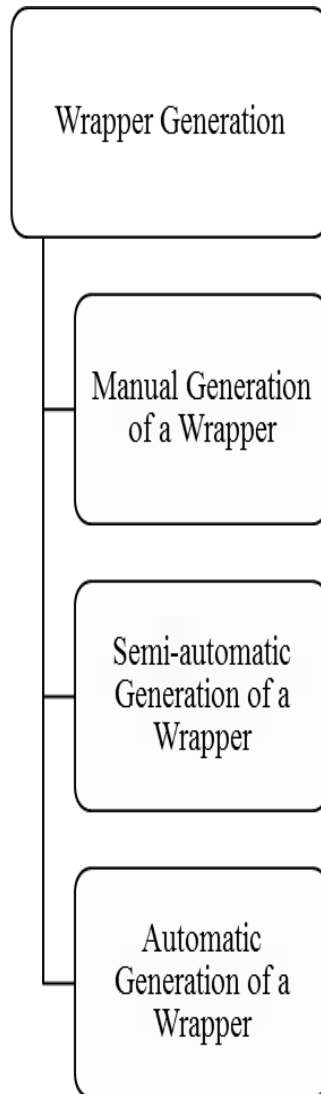 Wrapper Generation
Manual Generation
of a Wrapper
Semi-automatic
Generation of a
Wrapper
Automatic
Generation of a
Wrapper